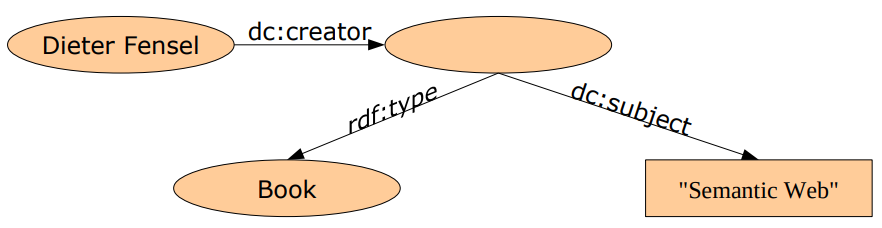 Dieter Fensel
dc:creator
rdf:type
dc:subject
Book
"Semantic Web"